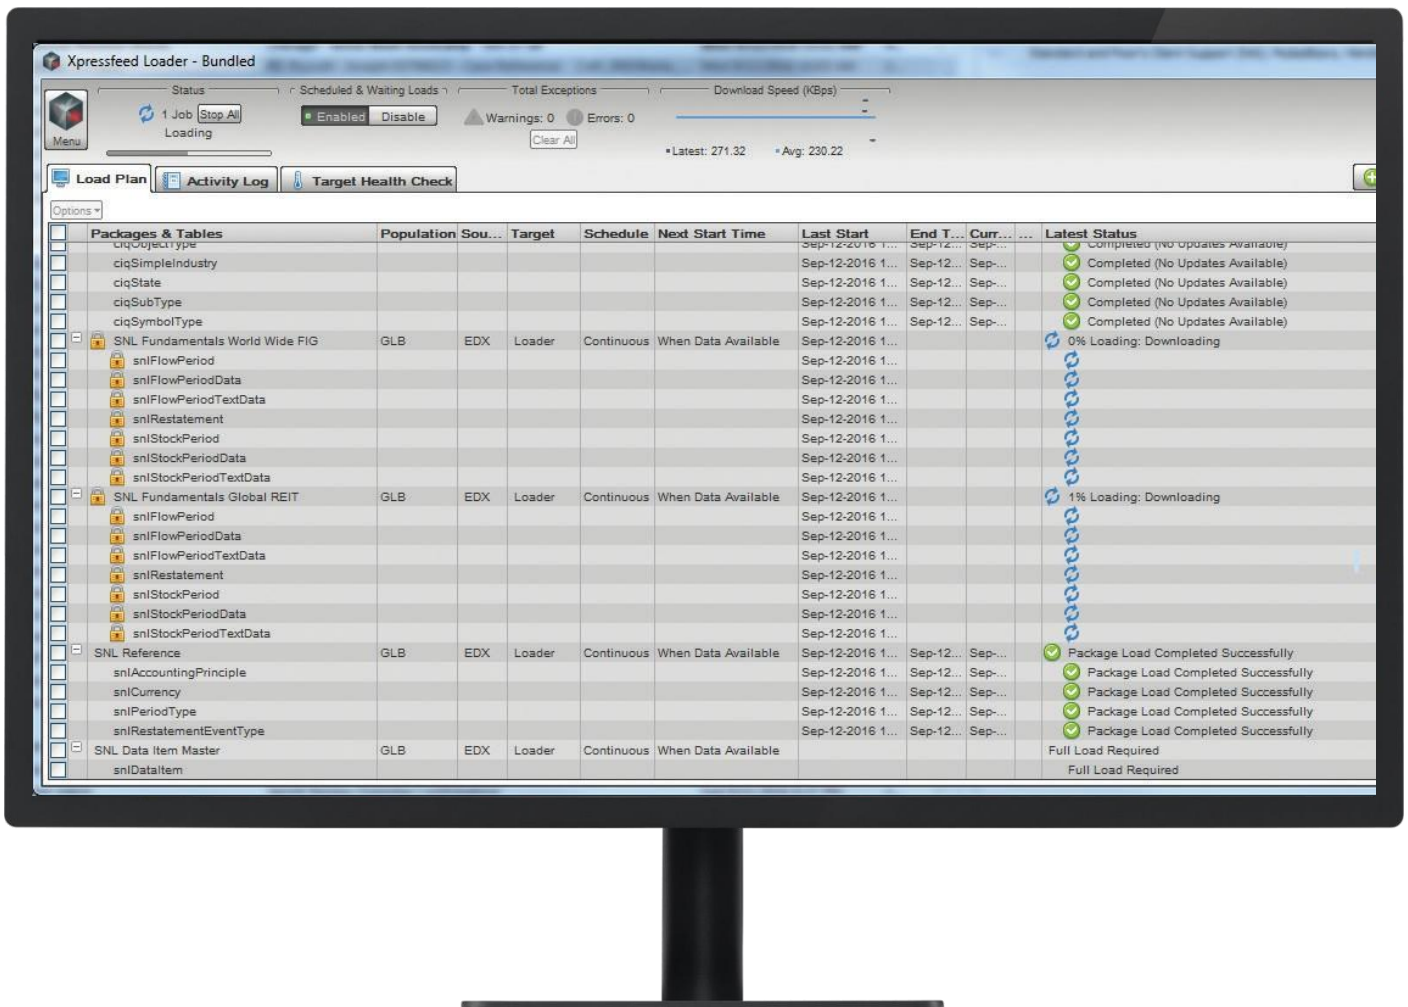 Xpressfeed Loader - Bundled
Status Scheduled & Waiting Loads Total Exceptions Download Speed (KBps)
1 Job Stop All Enabled Disable Warnings: 0 Errors: 0
Loading
Menu Clear All
Latest: 271.32 Avg: 230.22
Load Plan Activity Log Target Health Check
Options
Packages & Tables Population Sou... Target Schedule Next Start Time Last Start End T... Curr... ... Latest Status
ciqObjectType Sep-12-2016 1... Sep-12... Sep-... Completed (No Updates Available)
ciqSimpleIndustry Sep-12-2016 1... Sep-12... Sep-... Completed (No Updates Available)
ciqState Sep-12-2016 1... Sep-12... Sep-... Completed (No Updates Available)
ciqSubType Sep-12-2016 1... Sep-12... Sep-... Completed (No Updates Available)
ciqSymbolType Sep-12-2016 1... Sep-12... Sep-... Completed (No Updates Available)
SNL Fundamentals World Wide FIG GLB EDX Loader Continuous When Data Available Sep-12-2016 1... 0% Loading: Downloading
snlFlowPeriod Sep-12-2016 1...
snlFlowPeriodData Sep-12-2016 1...
snlFlowPeriodTextData Sep-12-2016 1...
snlRestatement Sep-12-2016 1...
snlStockPeriod Sep-12-2016 1...
snlStockPeriodData Sep-12-2016 1...
snlStockPeriodTextData Sep-12-2016 1...
SNL Fundamentals Global REIT GLB EDX Loader Continuous When Data Available Sep-12-2016 1... 1% Loading: Downloading
snlFlowPeriod Sep-12-2016 1...
snlFlowPeriodData Sep-12-2016 1...
snlFlowPeriodTextData Sep-12-2016 1...
snlRestatement Sep-12-2016 1...
snlStockPeriod Sep-12-2016 1...
snlStockPeriodData Sep-12-2016 1...
snlStockPeriodTextData Sep-12-2016 1...
SNL Reference GLB EDX Loader Continuous When Data Available Sep-12-2016 1... Sep-12... Sep-... Package Load Completed Successfully
snlAccountingPrinciple Sep-12-2016 1... Sep-12... Sep-... Package Load Completed Successfully
snlCurrency Sep-12-2016 1... Sep-12... Sep-... Package Load Completed Successfully
snlPeriodType Sep-12-2016 1... Sep-12... Sep-... Package Load Completed Successfully
snlRestatementEventType Sep-12-2016 1... Sep-12... Sep-... Package Load Completed Successfully
SNL Data Item Master GLB EDX Loader Continuous When Data Available Full Load Required
snlDataItem Full Load Required